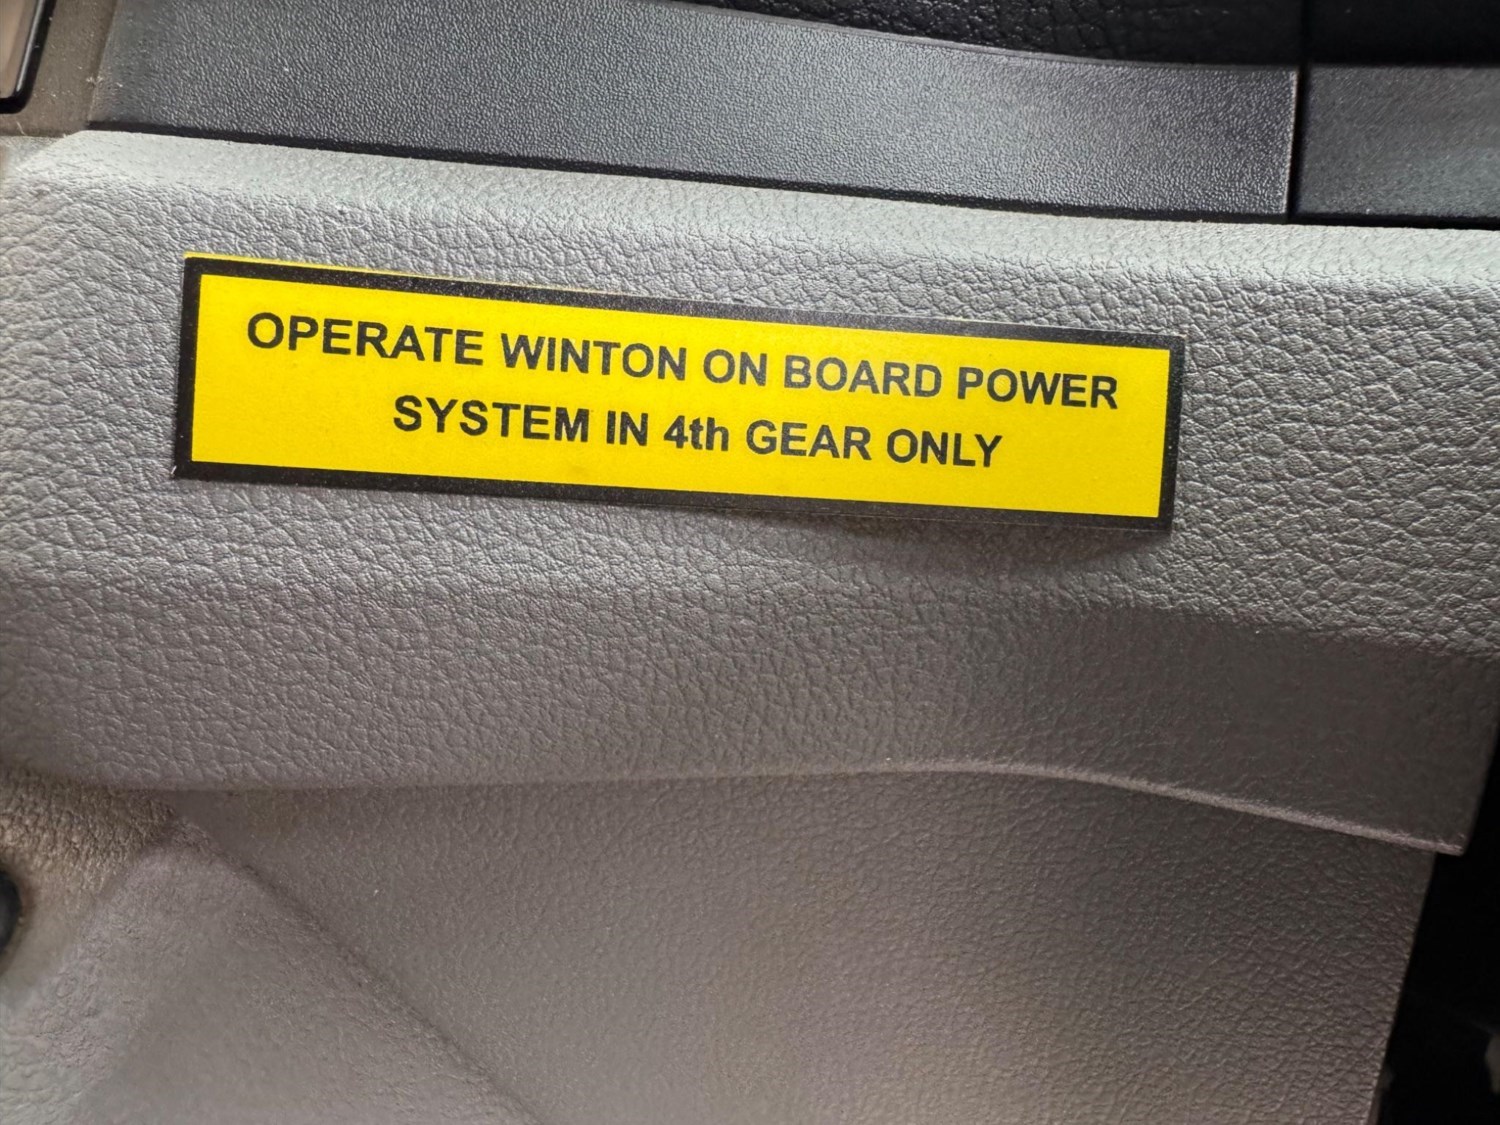 OPERATE WINTON ON BOARD POWER
SYSTEM IN 4th GEAR ONLY